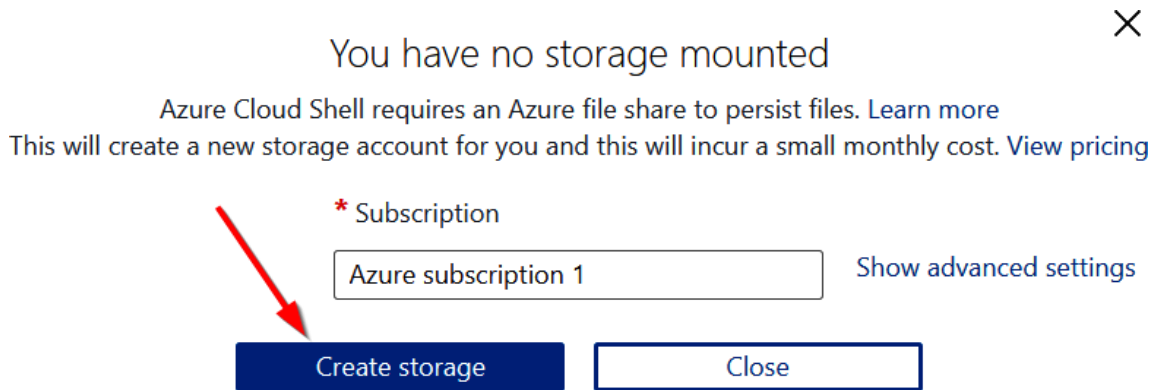 You have no storage mounted
Azure Cloud Shell requires an Azure file share to persist files. Learn more
This will create a new storage account for you and this will incur a small monthly cost. View pricing
* Subscription
Azure subscription 1
Show advanced settings
Create storage
Close